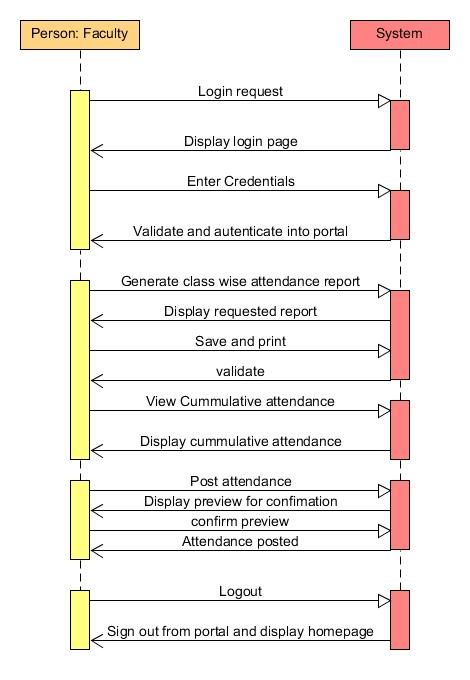 Person: Faculty
System
Login request
Display login page
Enter Credentials
Validate and autenticate into portal
Generate class wise attendance report
Display requested report
Save and print
validate
View Cummulative attendance
Display cummulative attendance
Post attendance
Display preview for confimation
confirm preview
Attendance posted
Logout
Sign out from portal and display homepage